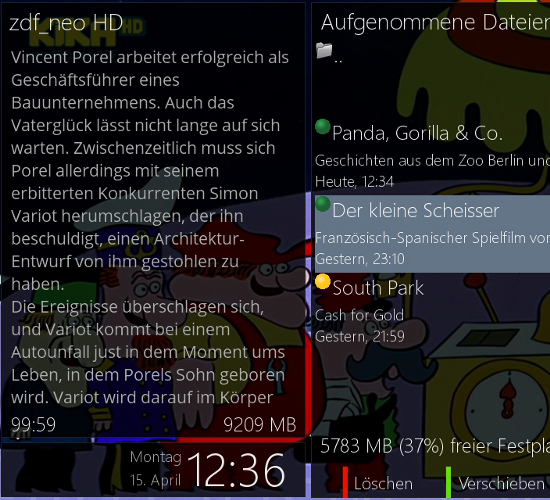 zdf_neo HD
KiKA HD
Vincent Porel arbeitet erfolgreich als
Geschäftsführer eines
Bauunternehmens. Auch das
Vaterglück lässt nicht lange auf sich
warten. Zwischenzeitlich muss sich
Porel allerdings mit seinem
erbitterten Konkurrenten Simon
Variot herumschlagen, der ihn
beschuldigt, einen Architektur-
Entwurf von ihm gestohlen zu
haben.
Die Ereignisse überschlagen sich,
und Variot kommt bei einem
Autounfall just in dem Moment ums
Leben, in dem Porels Sohn geboren
wird. Variot wird darauf im Körper
99:59 9209 MB
Montag
15. April
12:36
Aufgenommene Dateien
..
Panda, Gorilla & Co.
Geschichten aus dem Zoo Berlin und
Heute, 12:34
Der kleine Scheisser
Französisch-Spanischer Spielfilm von
Gestern, 23:10
South Park
Cash for Gold
Gestern, 21:59
5783 MB (37%) freier Festpla
Löschen Verschieben